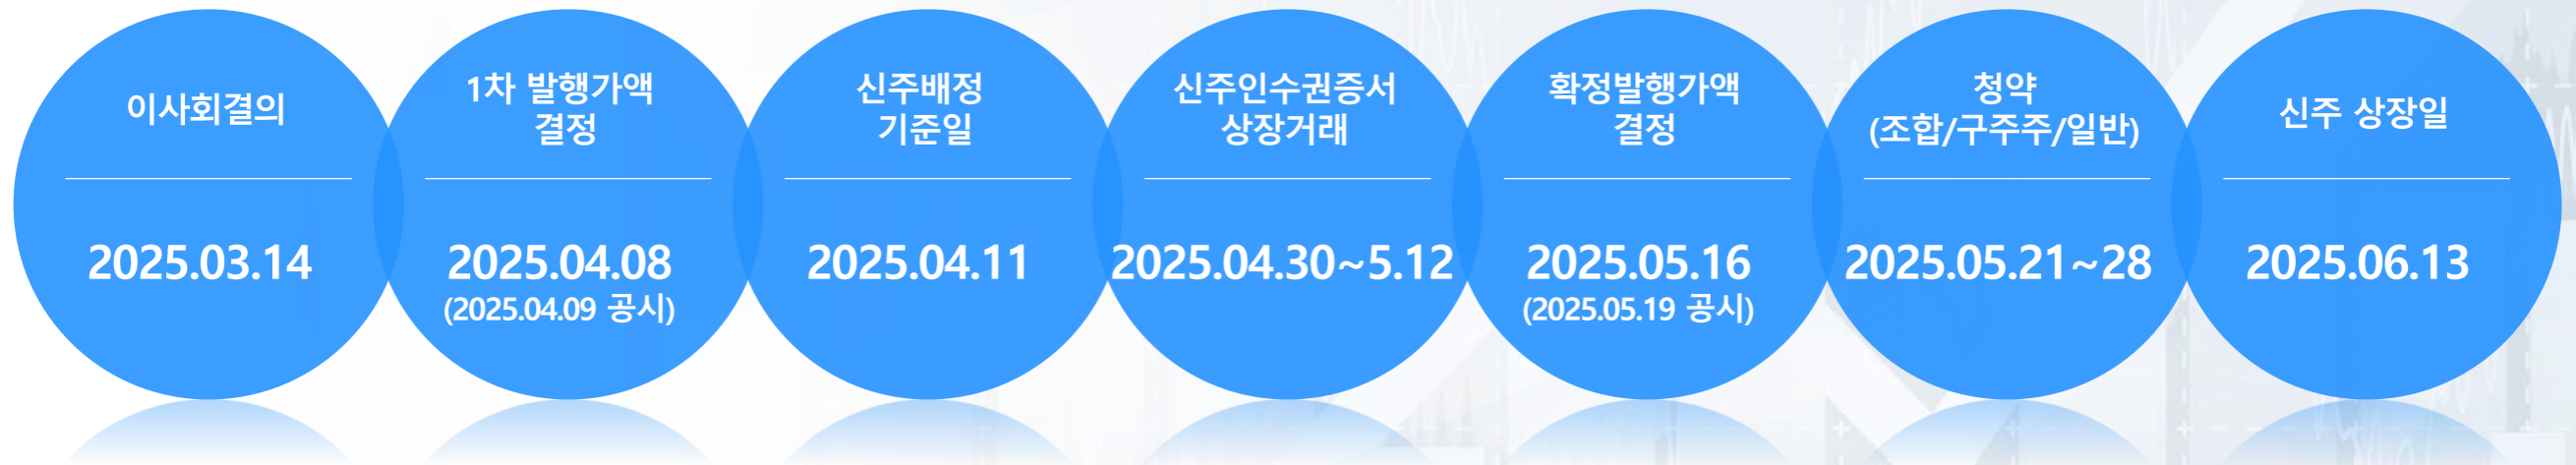 이사회결의
2025.03.14
1차 발행가액
결정
2025.04.08
(2025.04.09 공시)
신주배정
기준일
2025.04.11
신주인수권증서
상장거래
2025.04.30~5.12
확정발행가액
결정
2025.05.16
(2025.05.19 공시)
청약
(조합/구주주/일반)
2025.05.21~28
신주 상장일
2025.06.13